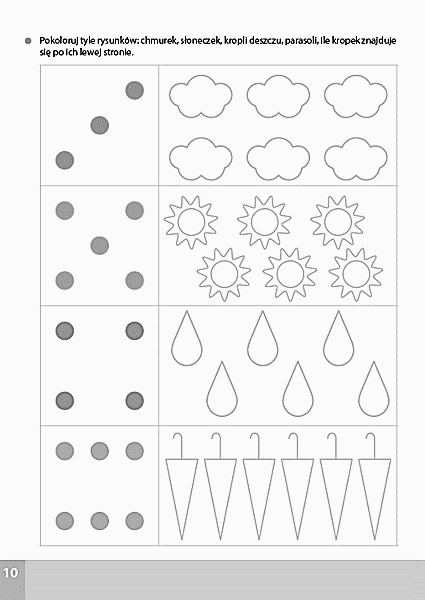 Pokoloruj tyle rysunków: chmurek, słoneczek, kropli deszczu, parasoli, ile kropek znajduje
się po ich lewej stronie.
10